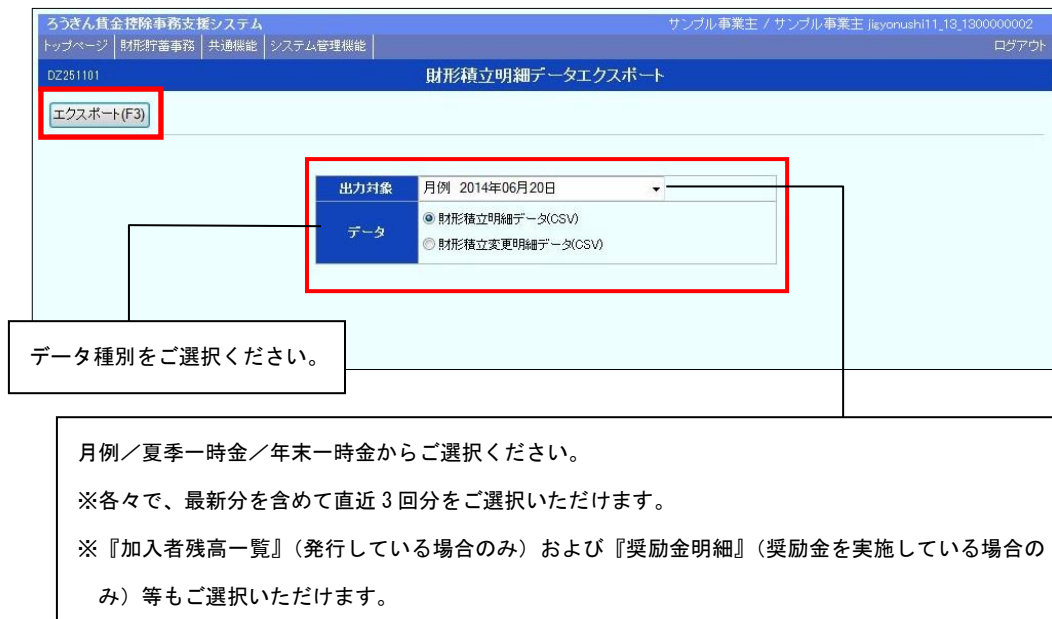 ろうきん賃金控除事務支援システム
サンプル事業主 / サンプル事業主 jigyonushi11_13_1300000002
トップページ 財形貯蓄事務 共通機能 システム管理機能
ログアウト
DZ251101
財形積立明細データエクスポート
エクスポート(F3)
出力対象 月例 2014年06月20日
データ
財形積立明細データ(CSV)
財形積立変更明細データ(CSV)
データ種別をご選択ください。
月例／夏季一時金／年末一時金からご選択ください。
※各々で、最新分を含めて直近3回分をご選択いただけます。
※『加入者残高一覧』（発行している場合のみ）および『奨励金明細』（奨励金を実施している場合の
み）等もご選択いただけます。